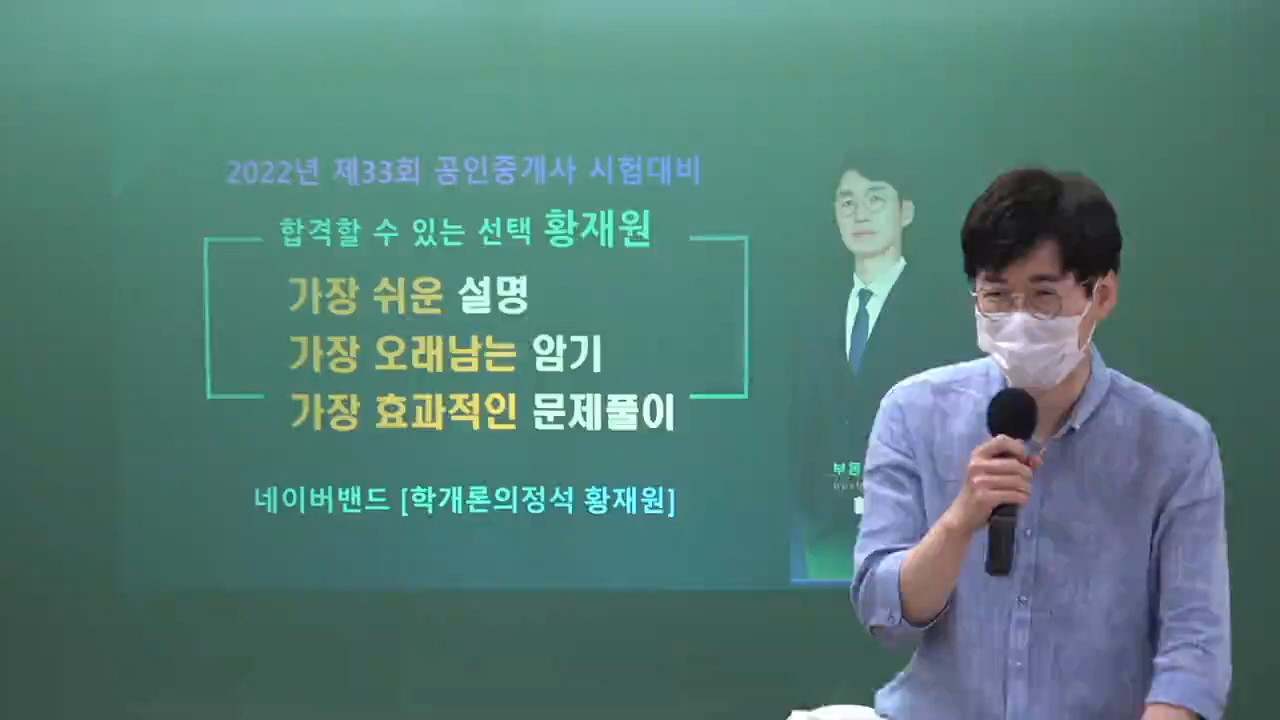 2022년 제33회 공인중개사 시험대비
합격할 수 있는 선택 황재원
가장 쉬운 설명
가장 오래남는 암기
가장 효과적인 문제풀이
네이버밴드 [학개론의정석 황재원]